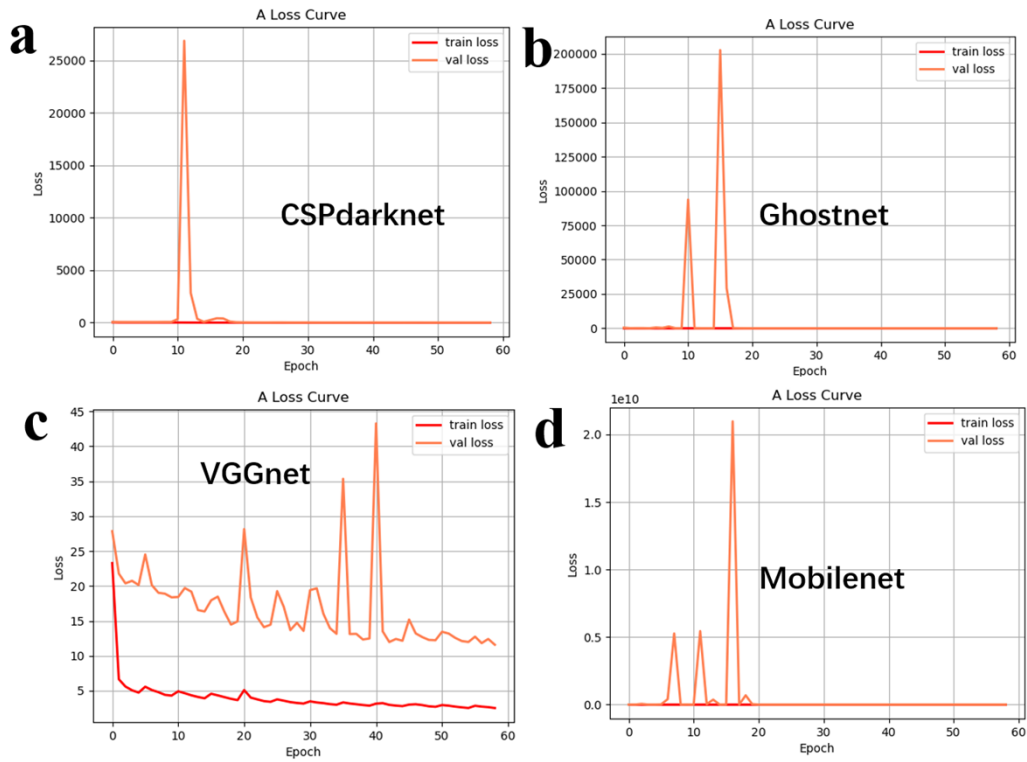 a
A Loss Curve
train loss
val loss
25000
20000
15000
10000
5000
0
Loss
CSPdarknet
0 10 20 30 40 50 60
Epoch
b
A Loss Curve
train loss
val loss
200000
175000
150000
125000
100000
75000
50000
25000
0
Loss
Ghostnet
0 10 20 30 40 50 60
Epoch
c
A Loss Curve
train loss
val loss
45
40
35
30
25
20
15
10
5
Loss
VGGnet
0 10 20 30 40 50 60
Epoch
d
A Loss Curve
1e10
train loss
val loss
2.0
1.5
1.0
0.5
0.0
Loss
Mobilenet
0 10 20 30 40 50 60
Epoch